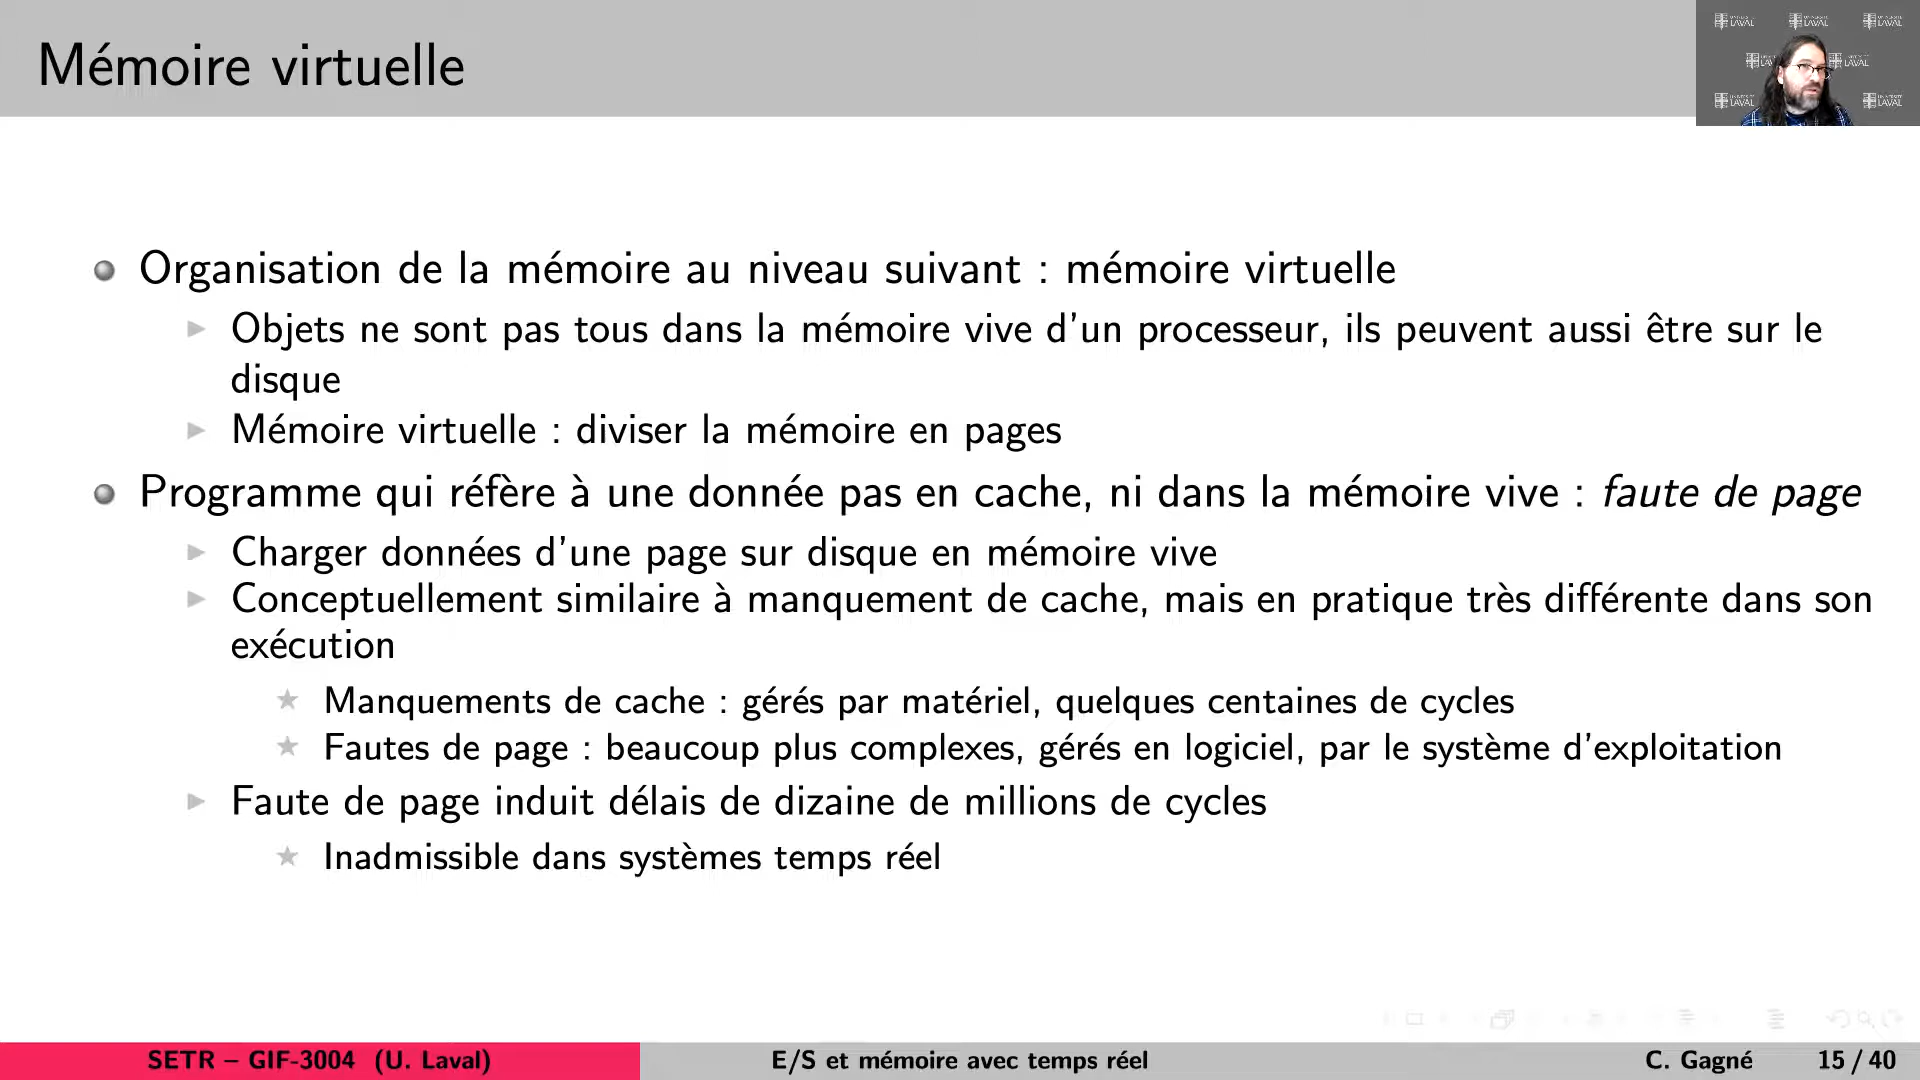 Mémoire virtuelle
UNIVERSITÉ LAVAL
Organisation de la mémoire au niveau suivant : mémoire virtuelle
Objets ne sont pas tous dans la mémoire vive d'un processeur, ils peuvent aussi être sur le
disque
Mémoire virtuelle : diviser la mémoire en pages
Programme qui réfère à une donnée pas en cache, ni dans la mémoire vive : faute de page
Charger données d'une page sur disque en mémoire vive
Conceptuellement similaire à manquement de cache, mais en pratique très différente dans son
exécution
Manquements de cache : gérés par matériel, quelques centaines de cycles
Fautes de page : beaucoup plus complexes, gérés en logiciel, par le système d'exploitation
Faute de page induit délais de dizaine de millions de cycles
Inadmissible dans systèmes temps réel
SETR – GIF-3004 (U. Laval) E/S et mémoire avec temps réel C. Gagné 15 / 40